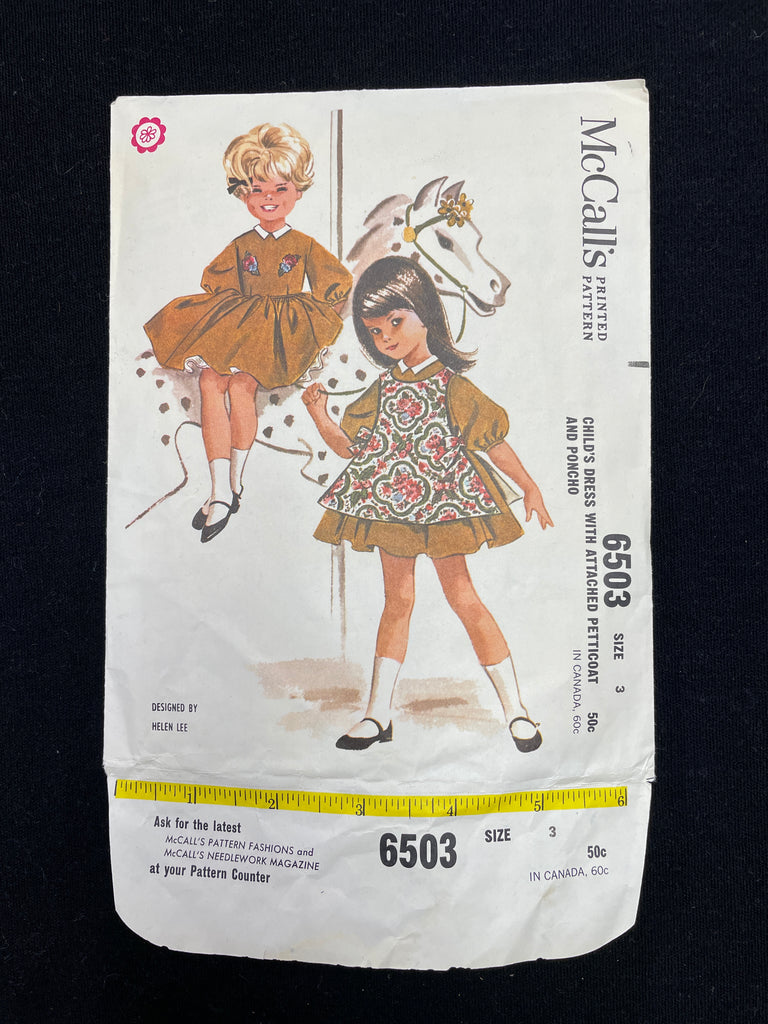 McCall's
PRINTED
PATTERN
CHILD'S DRESS WITH ATTACHED PETTICOAT
AND PONCHO
6503
SIZE 3
50c
IN CANADA, 60c
DESIGNED BY
HELEN LEE
1 2 3 4 5 6
Ask for the latest
McCALL'S PATTERN FASHIONS and
McCALL'S NEEDLEWORK MAGAZINE
at your Pattern Counter
6503
SIZE 3
50c
IN CANADA, 60c